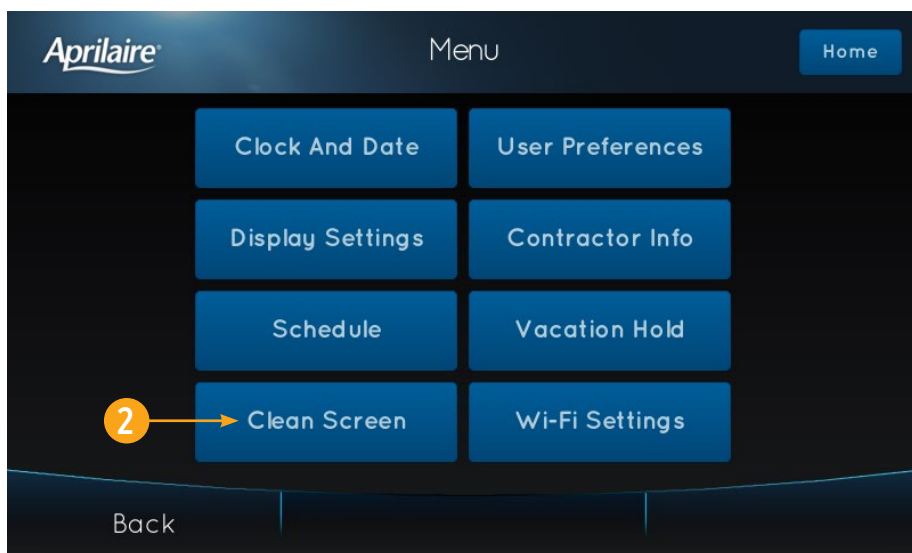 Aprilaire®
Menu
Home
Clock And Date
User Preferences
Display Settings
Contractor Info
Schedule
Vacation Hold
2
Clean Screen
Wi-Fi Settings
Back